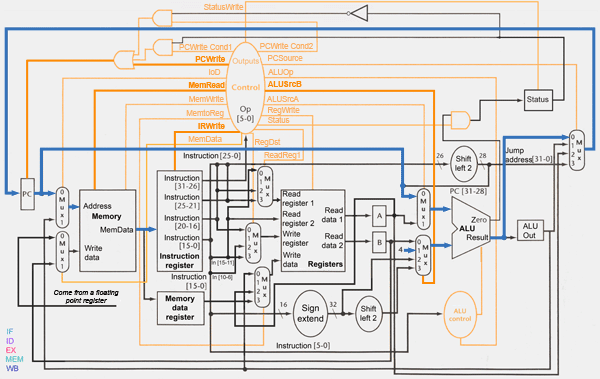 StatusWrite
PCWrite Cond1
PCWrite Cond2
PCWrite
Outputs
PCSource
IoD
ALUOp
MemRead
Control
ALUSrcB
MemWrite
ALUSrcA
MemtoReg
Op
[5-0]
RegWrite
IRWrite
Status
MemData
RegDst
ReadReg1
Status
Instruction [25-0]
26
Shift
left 2
28
Jump
address[31-0]
PC [31-28]
PC
0
M
u
x
1
Address
Memory
MemData
Write
data
0
M
u
x
1
Instruction
[31-26]
Instruction
[25-21]
Instruction
[20-16]
Instruction
[15-0]
Instruction
register
0
1
2
3
M
u
x
Read
register 1
Read
register 2
Write
register
Write
data
Read
data 1
Read
data 2
Registers
A
B
4
0
M
u
x
1
0
1
2
3
M
u
x
Zero
ALU
Result
ALU
Out
0
1
2
3
M
u
x
In [15-11]
In [10-6]
0
1
2
3
M
u
x
Instruction
[15-0]
Memory
data
register
0
1
2
3
M
u
x
16
Sign
extend
32
Shift
left 2
ALU
control
Instruction [5-0]
Come from a floating
point register
IF
ID
EX
MEM
WB